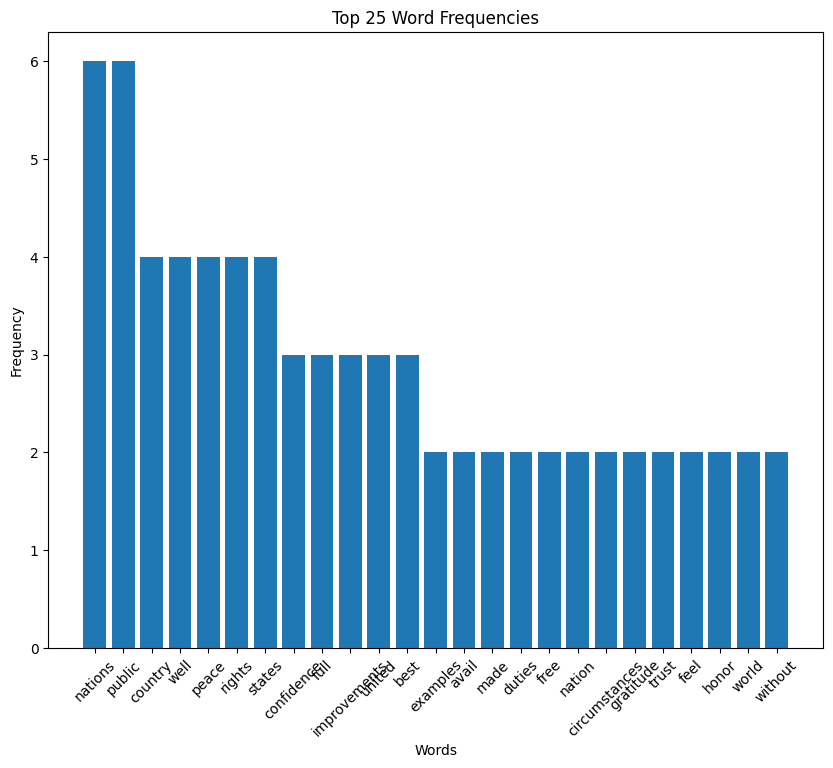 Top 25 Word Frequencies
Frequency
6
5
4
3
2
1
0
nations
public
country
well
peace
rights
states
confidence
full
improvements
united
best
examples
avail
made
duties
free
nation
circumstances
gratitude
trust
feel
honor
world
without
Words